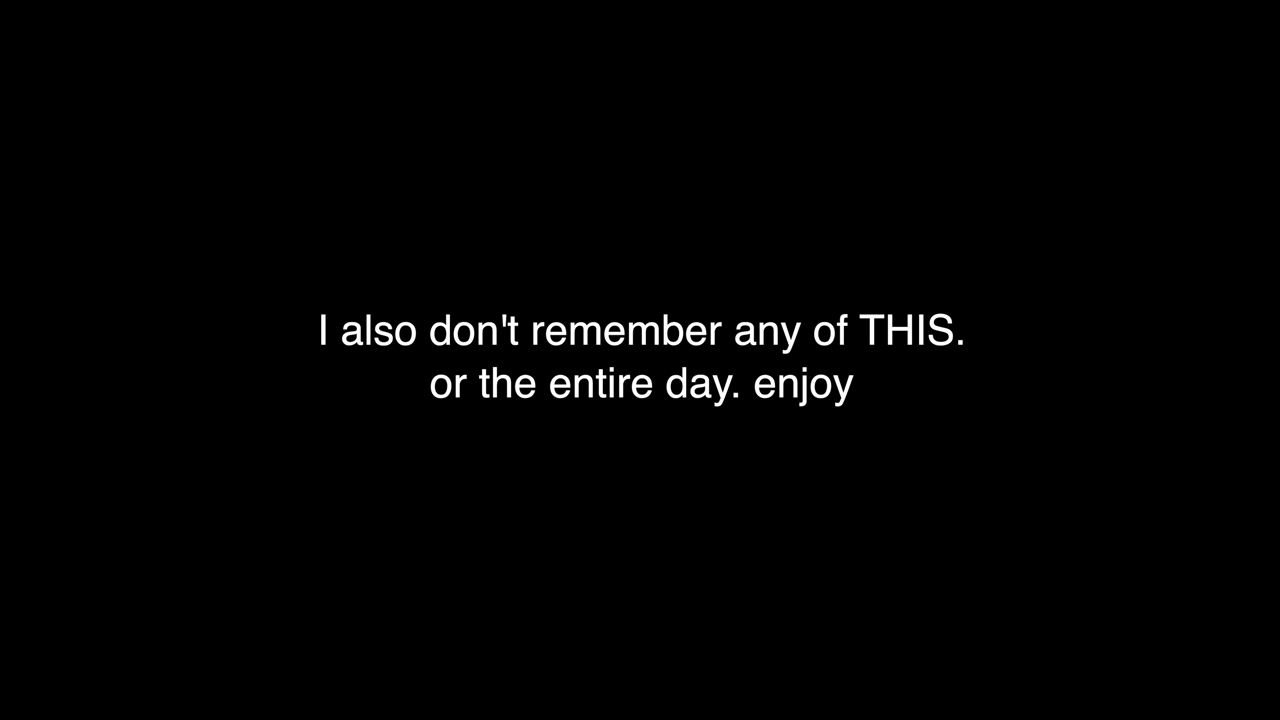 I also don't remember any of THIS.
or the entire day. enjoy